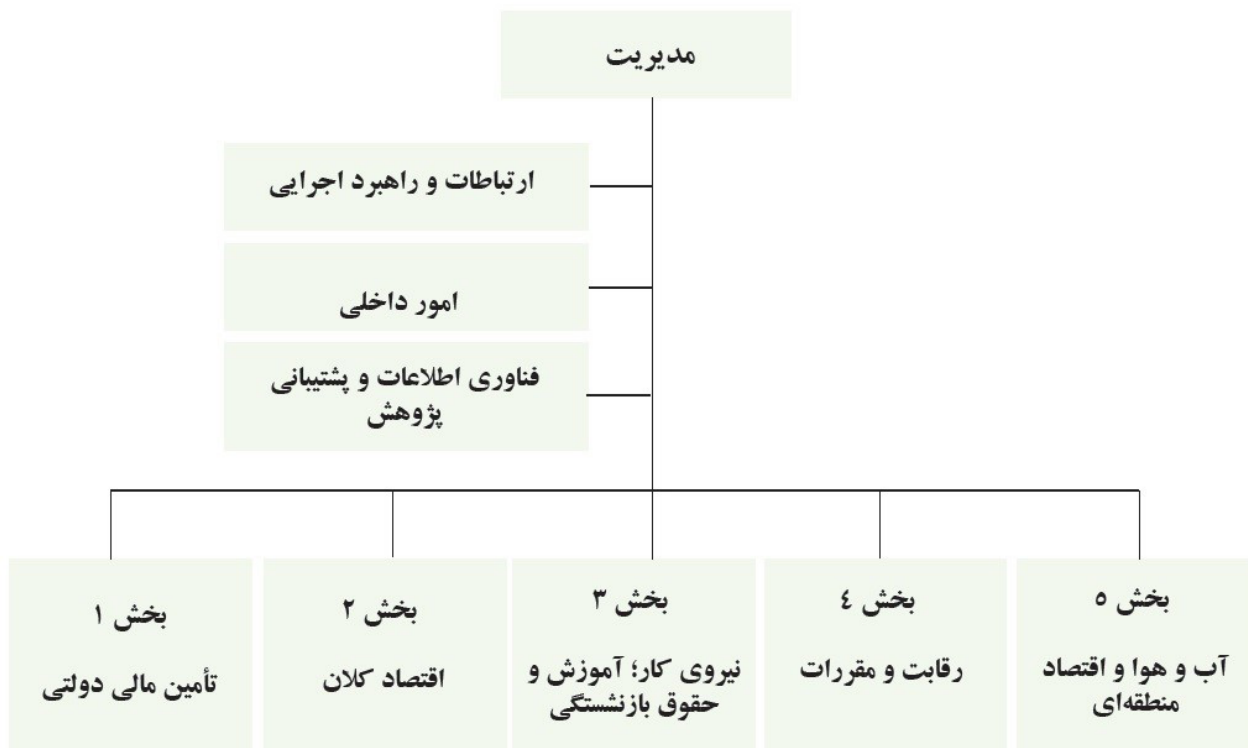 مدیریت
ارتباطات و راهبرد اجرایی
امور داخلی
فناوری اطلاعات و پشتیبانی
پژوهش
بخش ۵
آب و هوا و اقتصاد
منطقه‌ای
بخش ٤
رقابت و مقررات
بخش ۳
نیروی کار؛ آموزش و
حقوق بازنشستگی
بخش ۲
اقتصاد کلان
بخش ۱
تأمین مالی دولتی